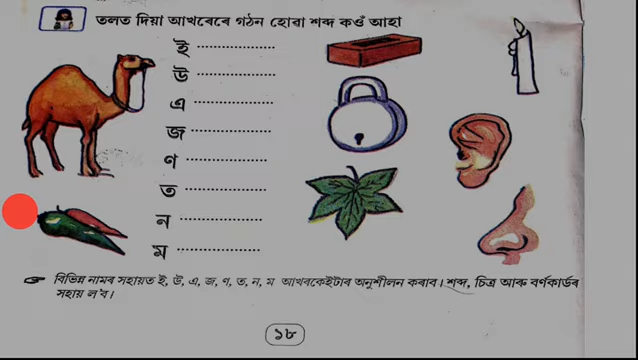 তলত দিয়া আখৰেৰে গঠন হোৱা শব্দ কওঁ আহা
ই ....................
উ ....................
এ ....................
জ ....................
ণ ....................
ত ....................
ন ....................
ম ....................
বিভিন্ন নামৰ সহায়ত ই, উ, এ, জ, ণ, ত, ন, ম আখৰকেইটাৰ অনুশীলন কৰাব। শব্দ, চিত্ৰ আৰু বৰ্ণকাৰ্ডৰ
সহায় ল'ব।
১৮